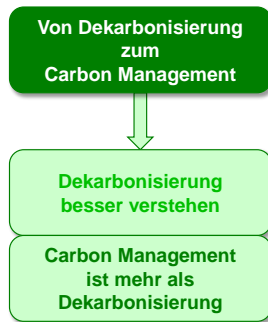 Von Dekarbonisierung
zum
Carbon Management
Dekarbonisierung
besser verstehen
Carbon Management
ist mehr als
Dekarbonisierung